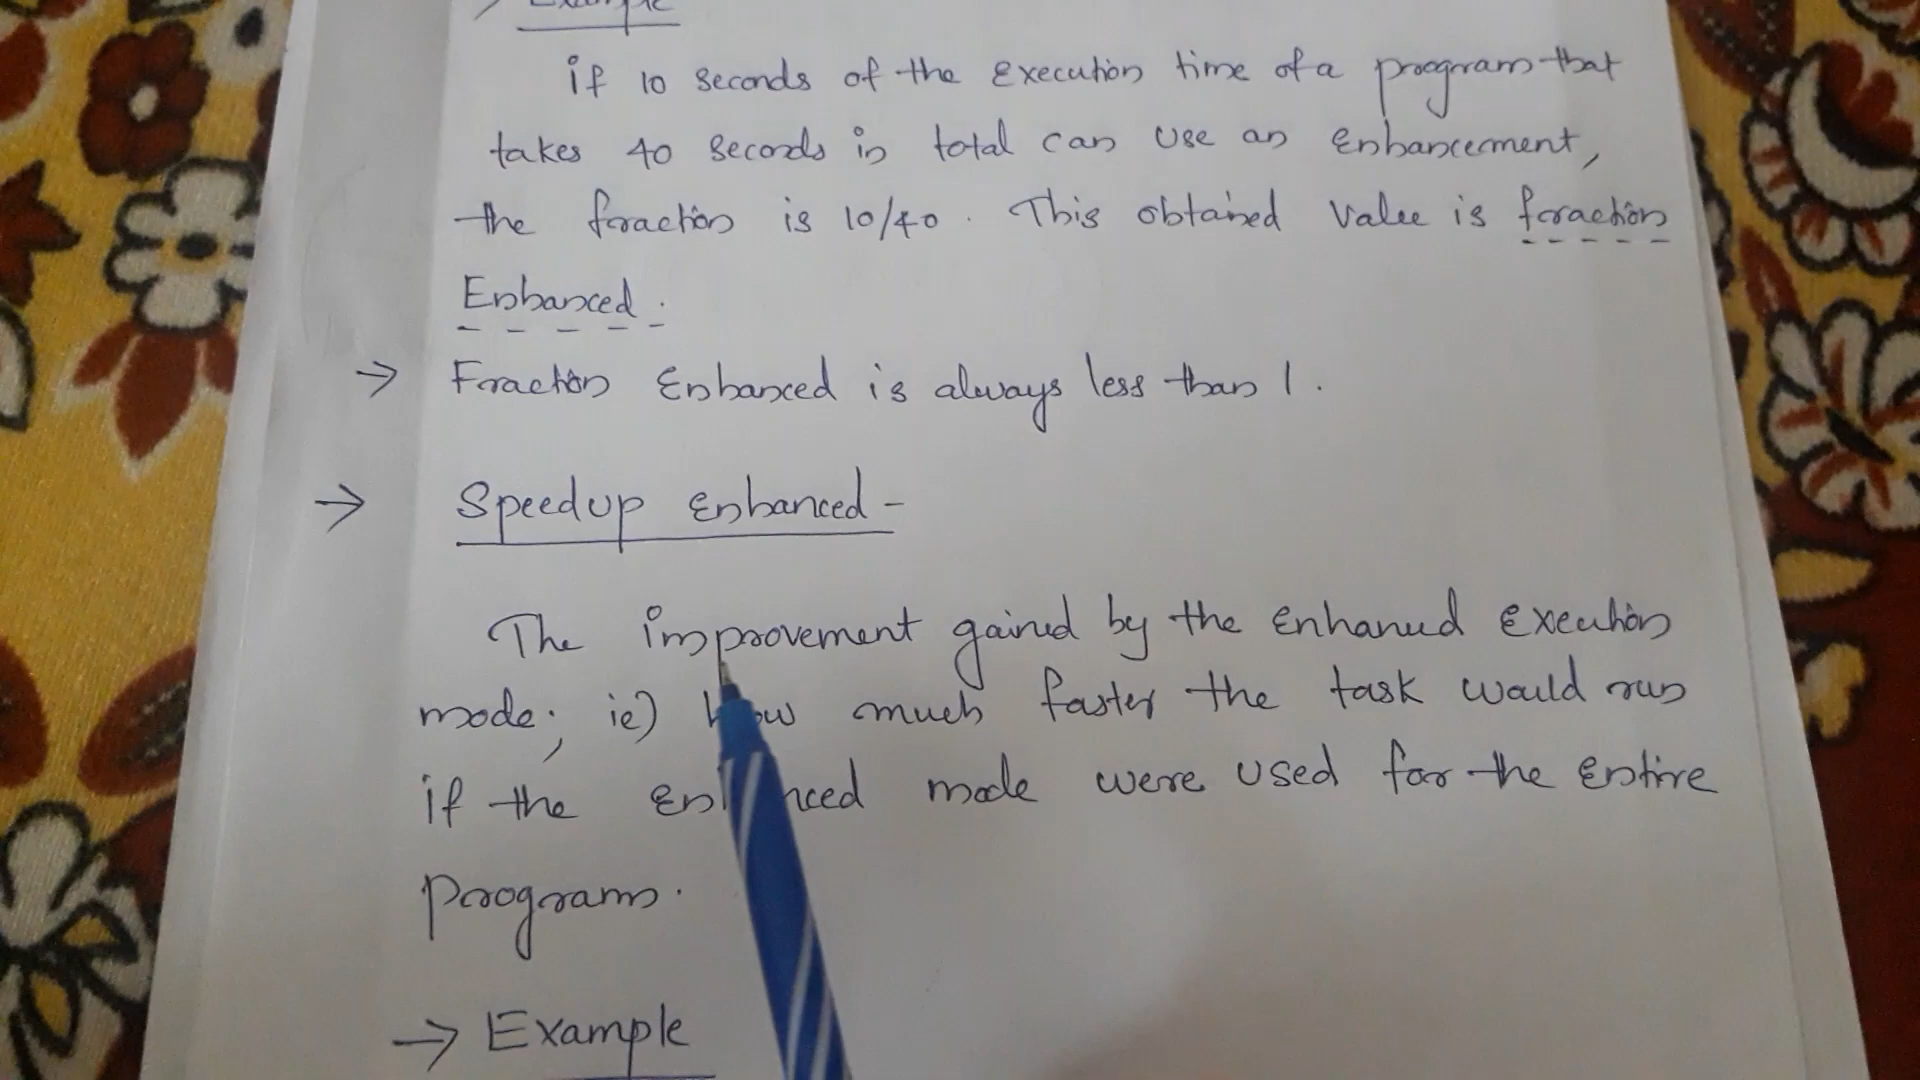 Example
if 10 seconds of the execution time of a program that
takes 40 seconds in total can use an enhancement,
the fraction is 10/40. This obtained value is fraction
Enhanced.
→ Fraction Enhanced is always less than 1.
→ Speedup enhanced -
The improvement gained by the enhanced execution
mode; ie) how much faster the task would run
if the enhanced mode were used for the entire
program.
→ Example